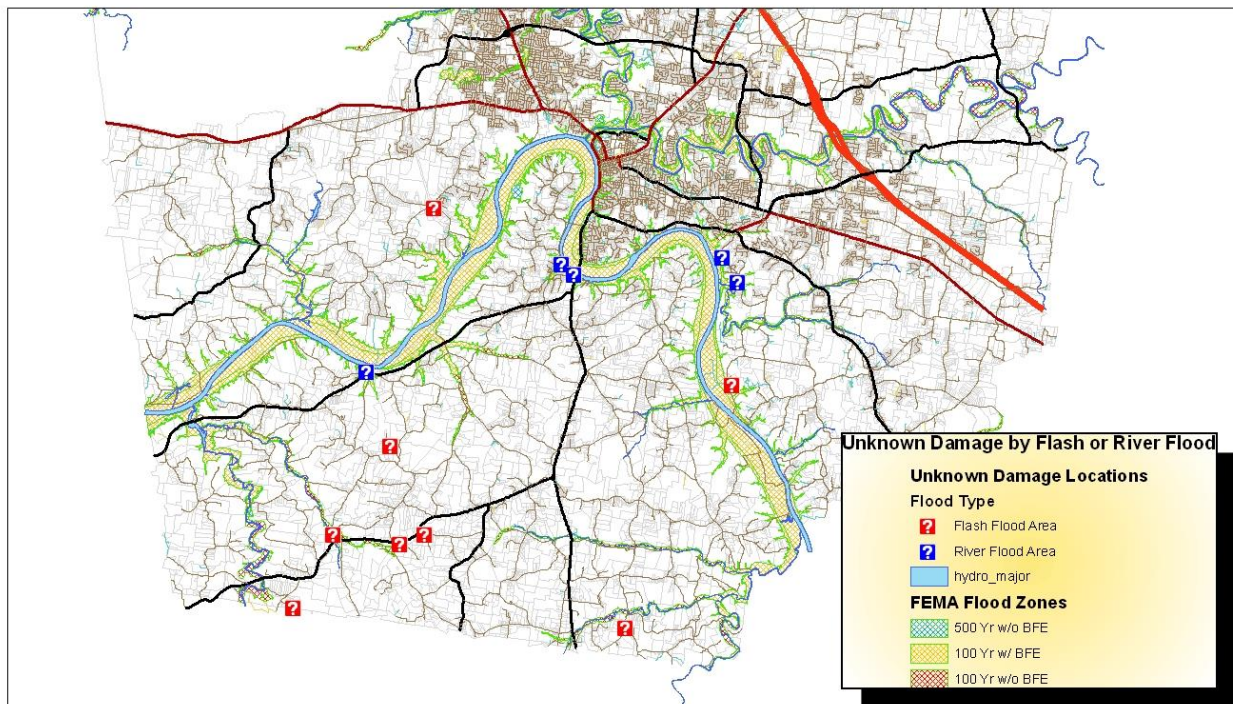 Unknown Damage by Flash or River Flood
Unknown Damage Locations
Flood Type
? Flash Flood Area
? River Flood Area
hydro_major
FEMA Flood Zones
500 Yr w/o BFE
100 Yr w/ BFE
100 Yr w/o BFE